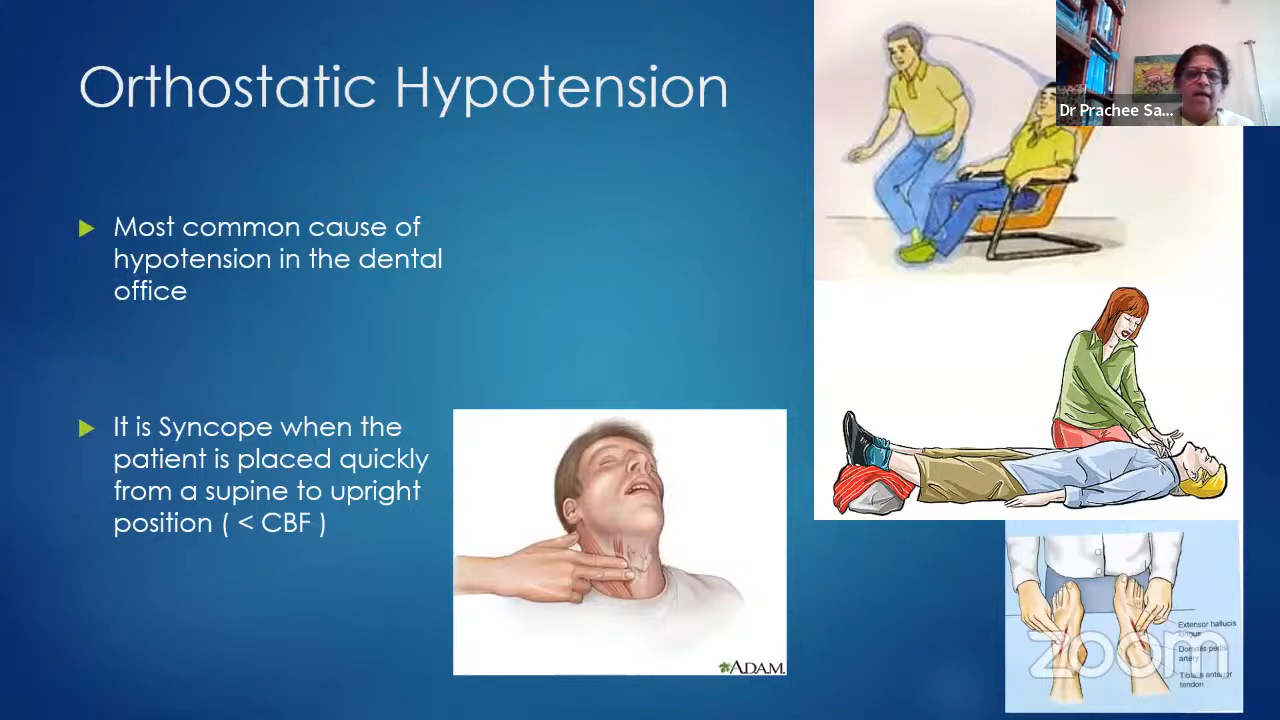 Orthostatic Hypotension
Most common cause of
hypotension in the dental
office
It is Syncope when the
patient is placed quickly
from a supine to upright
position ( < CBF )
Dr Prachee Sa...
ADAM.
Extensor hallucis
longus
Dorsalis pedis
artery
Tibialis anterior
tendon
zoom